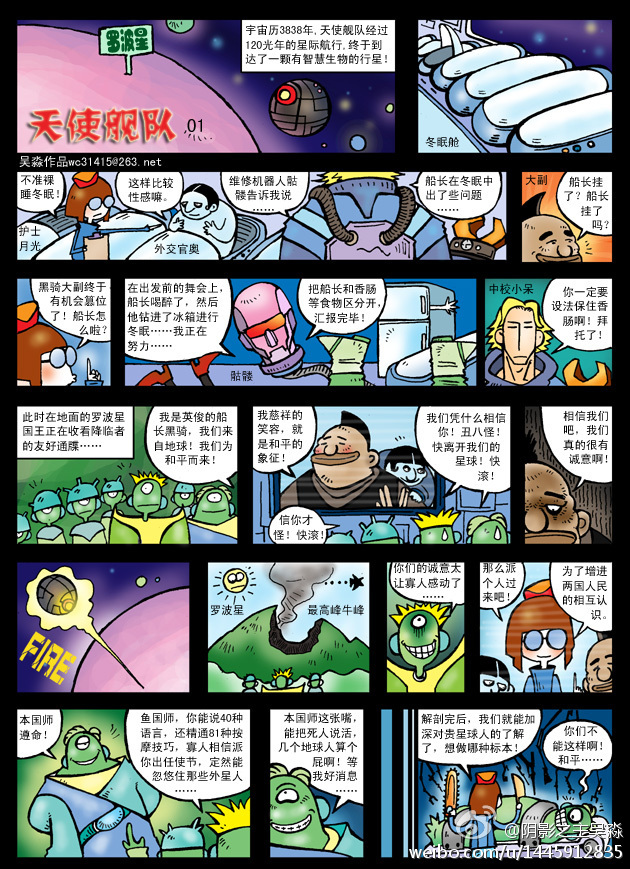 罗波星
宇宙历3838年,天使舰队经过
120光年的星际航行,终于到
达了一颗有智慧生物的行星!
天使舰队 01
吴淼作品wc31415@263.net
冬眠舱
不准裸
睡冬眠!
护士
月光
这样比较
性感嘛。
外交官奥
维修机器人骷
髅告诉我说
……
船长在冬眠中
出了些问题
……
大副
船长挂
了?船长
挂了
吗?
黑骑大副终于
有机会篡位
了!船长怎
么啦?
在出发前的舞会上,
船长喝醉了,然后
他钻进了冰箱进行
冬眠……我正在
努力……
骷髅
把船长和香肠
等食物区分开,
汇报完毕!
中校小呆
你一定要
设法保住香
肠啊!拜
托了!
此时在地面的罗波星
国王正在收看降临者
的友好通牒……
我是英俊的船
长黑骑,我们来
自地球!我们为
和平而来!
我慈祥的
笑容,就
是和平的
象征!
信你才
怪!快滚!
我们凭什么相信
你!丑八怪!
快离开我们的
星球!快
滚!
相信我们
吧,我们
真的很有
诚意啊!
FIRE
罗波星
最高峰牛峰
你们的诚意太
让寡人感动了
……
那么派
个人过
来吧!
为了增进
两国人民
的相互认
识。
本国师
遵命!
鱼国师,你能说40种
语言,还精通81种按
摩技巧,寡人相信派
你出任使节,定然能
忽悠住那些外星人
……
本国师这张嘴,
能把死人说活,
几个地球人算个
屁啊!等
我好消息
……
解剖完后,我们就能加
深对贵星球人的了解
了,想做哪种标本!
你们不
能这样啊!
和平……
@阴影之主吴淼
weibo.com/u/1445912835